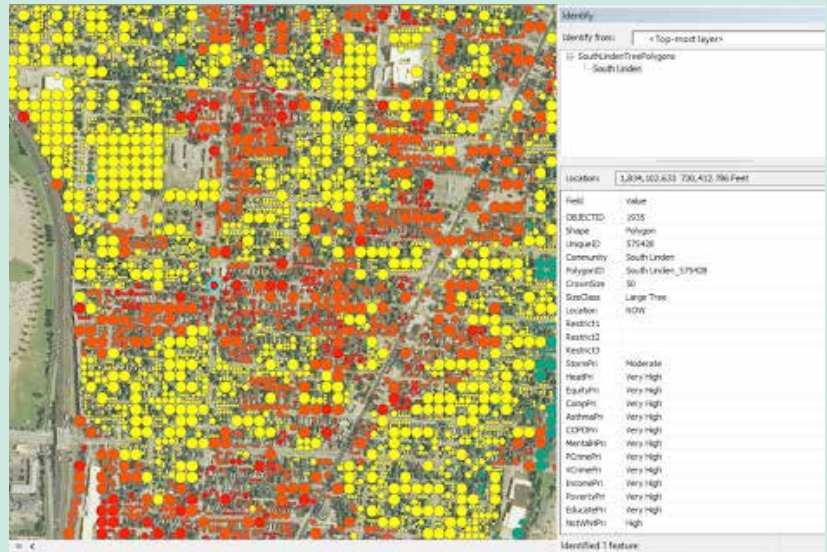 Identify
Identify from: <Top-most layer>
SouthLindenTreePolygons
South Linden
Location: 1,834,102.633 730,412.786 Feet
Field Value
OBJECTID 1935
Shape Polygon
UniqueID 575428
Community South Linden
PolygonID South Linden_575428
CrownSize 50
SizeClass Large Tree
Location ROW
Restrict1
Restrict2
Restrict3
StormPri Moderate
HeatPri Very High
EquityPri Very High
CompPri Very High
AsthmaPri Very High
COPDPri Very High
MentalHPri Very High
PCrimePri Very High
VCrimePri Very High
IncomePri Very High
PovertyPri Very High
EducatePri Very High
NotWhtPri High
Identified 1 feature